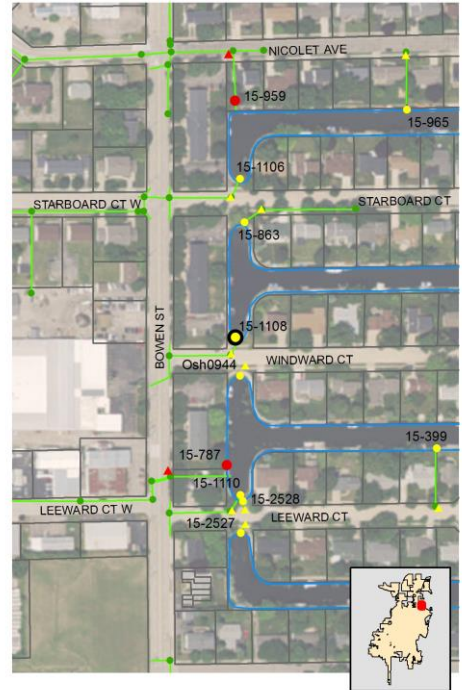 NICOLET AVE
15-959
15-965
15-1106
STARBOARD CT W
STARBOARD CT
15-863
BOWEN ST
15-1108
Osh0944
WINDWARD CT
15-787
15-399
15-1110
15-2528
LEEWARD CT W
15-2527
LEEWARD CT